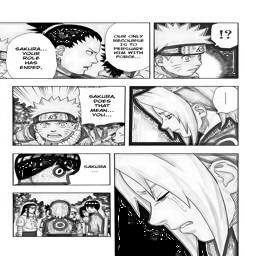 !?
OUR ONLY
RECOURSE
IS TO
PERSUADE
HIM WITH
FORCE...
SAKURA...
YOUR
ROLE
HAS
ENDED.
SAKURA,
DOES
THAT
MEAN...
YOU...
SAKURA...